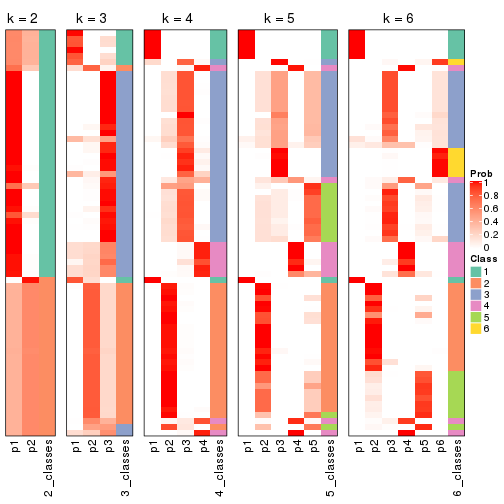 k = 2
k = 3
k = 4
k = 5
k = 6
Prob
1
0.8
0.6
0.4
0.2
0
Class
1
2
3
4
5
6
p1
p2
2_classes
p1
p2
p3
3_classes
p1
p2
p3
p4
4_classes
p1
p2
p3
p4
p5
5_classes
p1
p2
p3
p4
p5
p6
6_classes